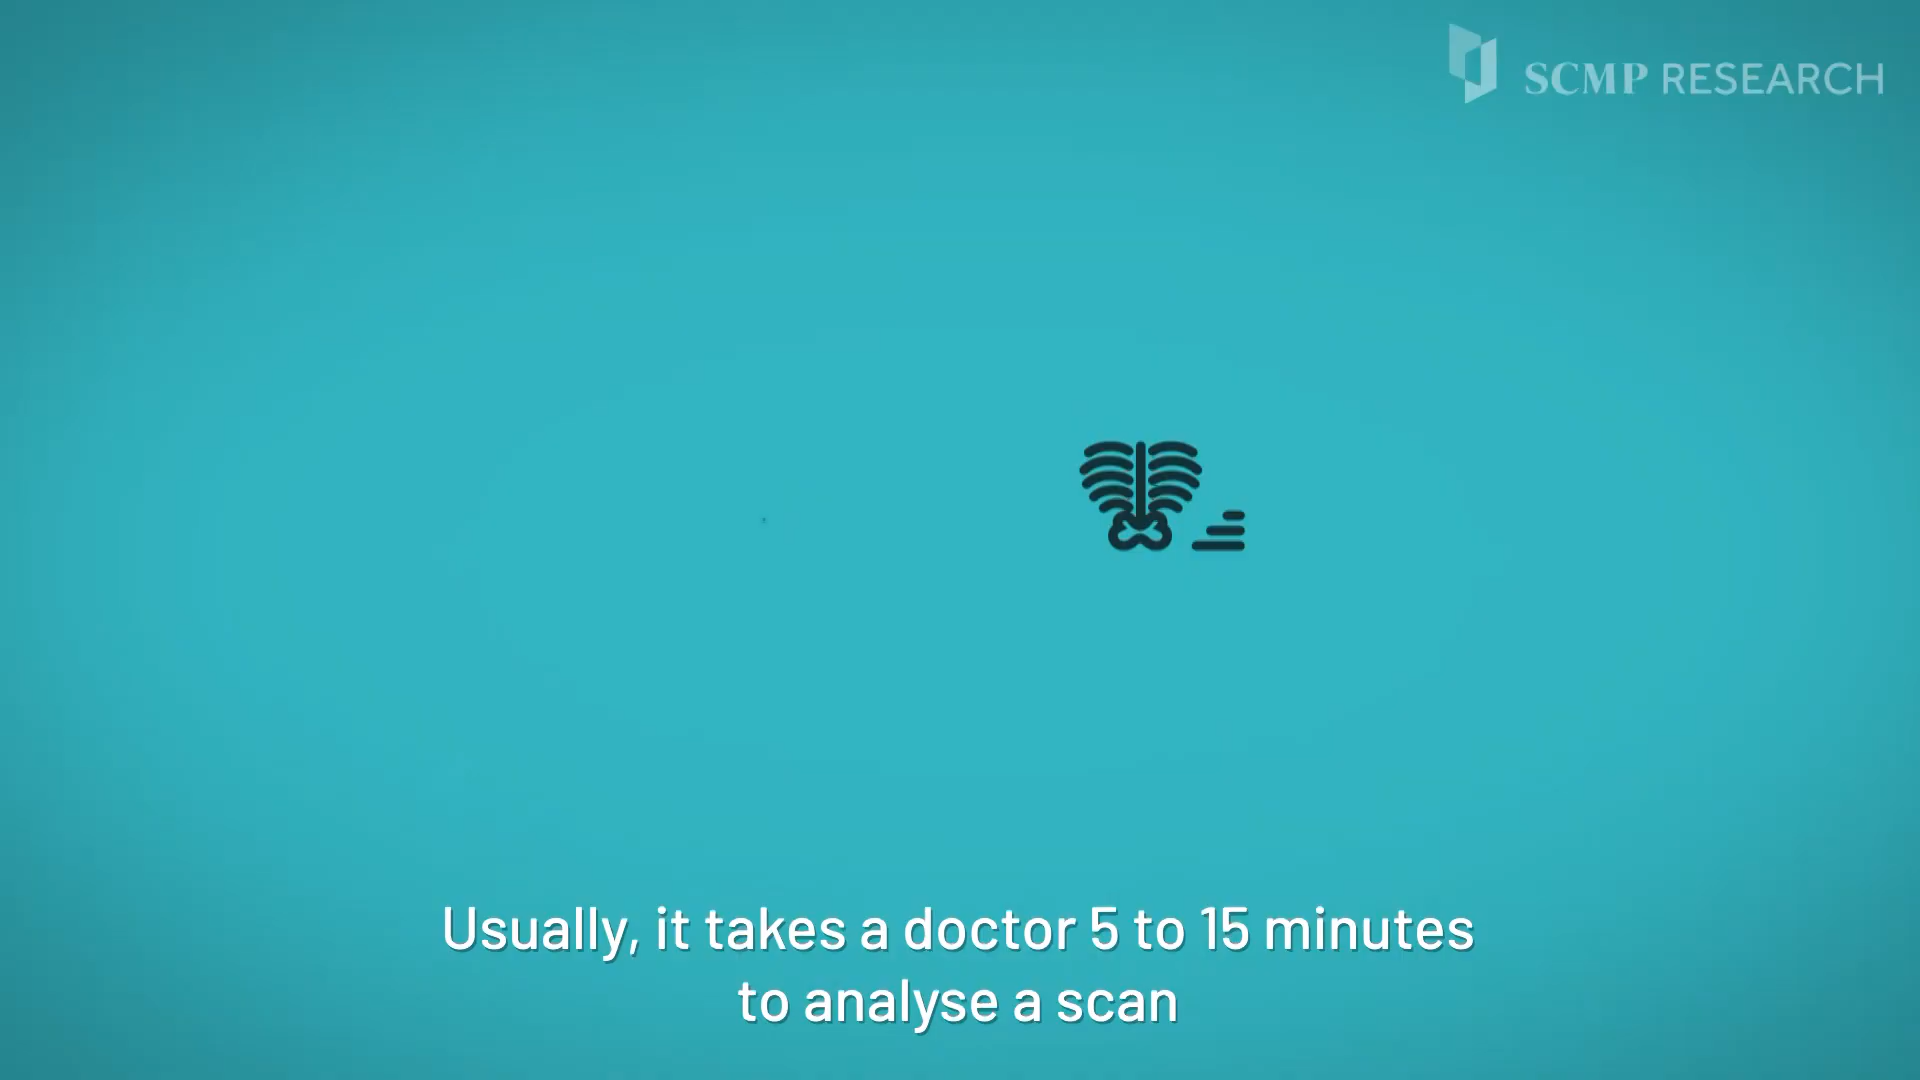 SCMP RESEARCH
Usually, it takes a doctor 5 to 15 minutes
to analyse a scan